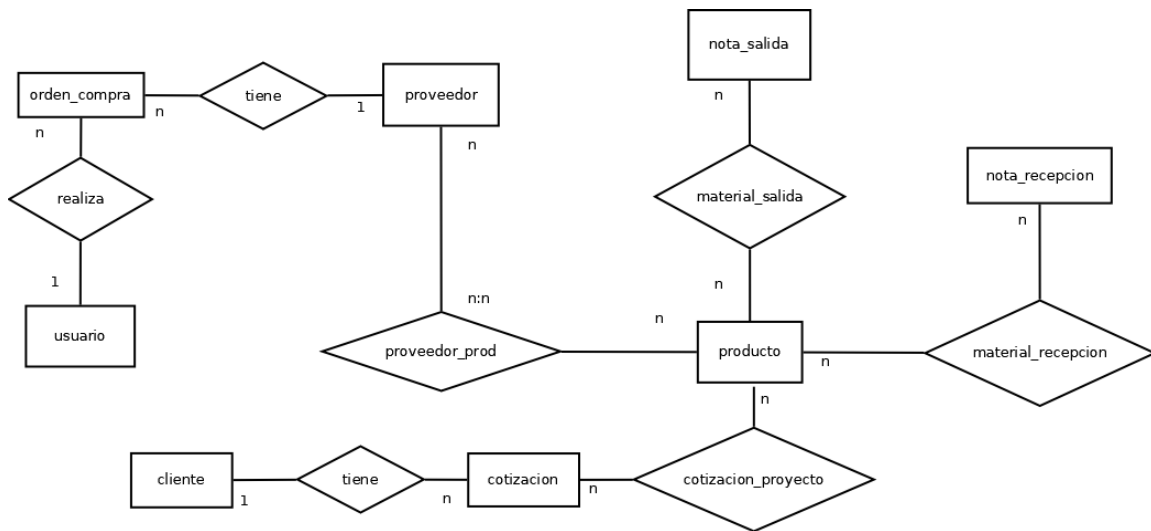 nota_salida
orden_compra
tiene
proveedor
n
1
n
n
n
nota_recepcion
realiza
material_salida
n
1
n
n:n
n
usuario
proveedor_prod
producto
material_recepcion
n
n
cliente
tiene
cotizacion
cotizacion_proyecto
1
n
n